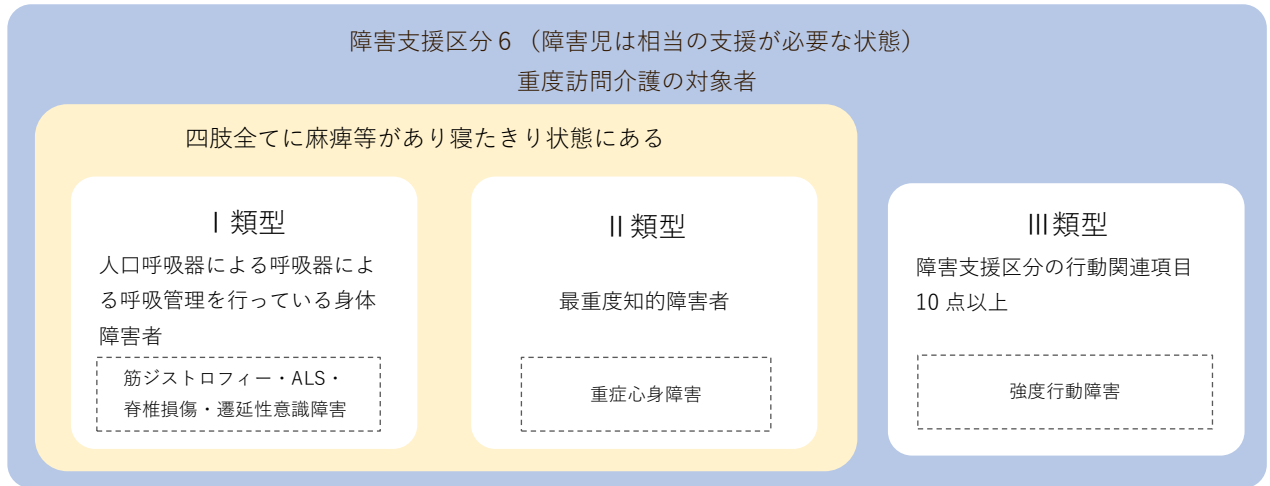 障害支援区分6（障害児は相当の支援が必要な状態）
重度訪問介護の対象者
四肢全てに麻痺等があり寝たきり状態にある
Ⅰ類型
人口呼吸器による呼吸器によ
る呼吸管理を行っている身体
障害者
筋ジストロフィー・ALS・
脊椎損傷・遷延性意識障害
Ⅱ類型
最重度知的障害者
重症心身障害
Ⅲ類型
障害支援区分の行動関連項目
10 点以上
強度行動障害